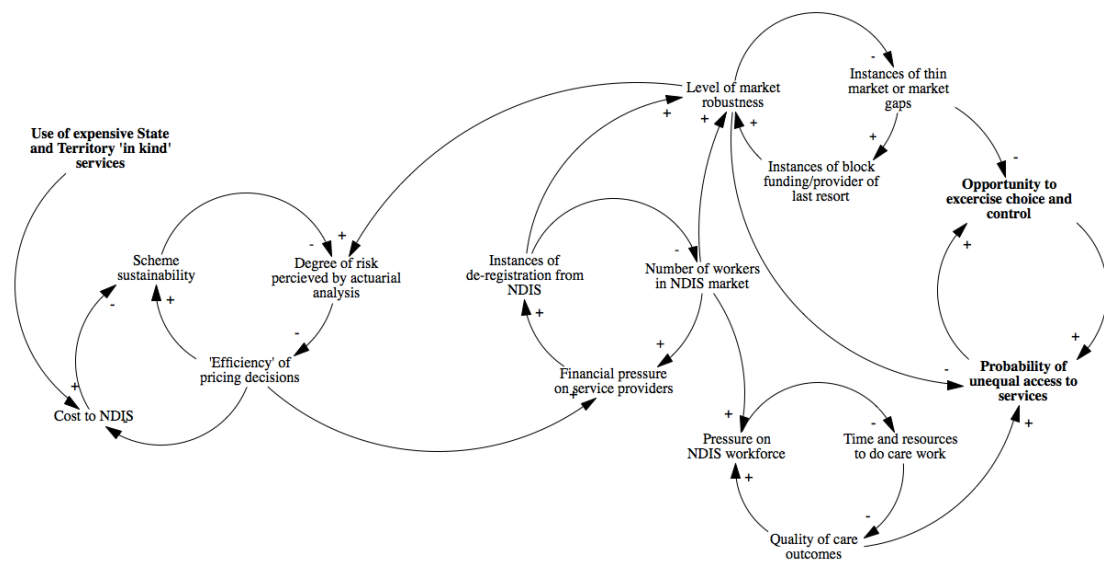 Use of expensive State
and Territory 'in kind'
services
Scheme
sustainability
Degree of risk
percieved by actuarial
analysis
'Efficiency' of
pricing decisions
Cost to NDIS
Level of market
robustness
Instances of thin
market or market
gaps
Instances of block
funding/provider of
last resort
Opportunity to
excercise choice and
control
Instances of
de-registration from
NDIS
Number of workers
in NDIS market
Financial pressure
on service providers
Probability of
unequal access to
services
Pressure on
NDIS workforce
Time and resources
to do care work
Quality of care
outcomes